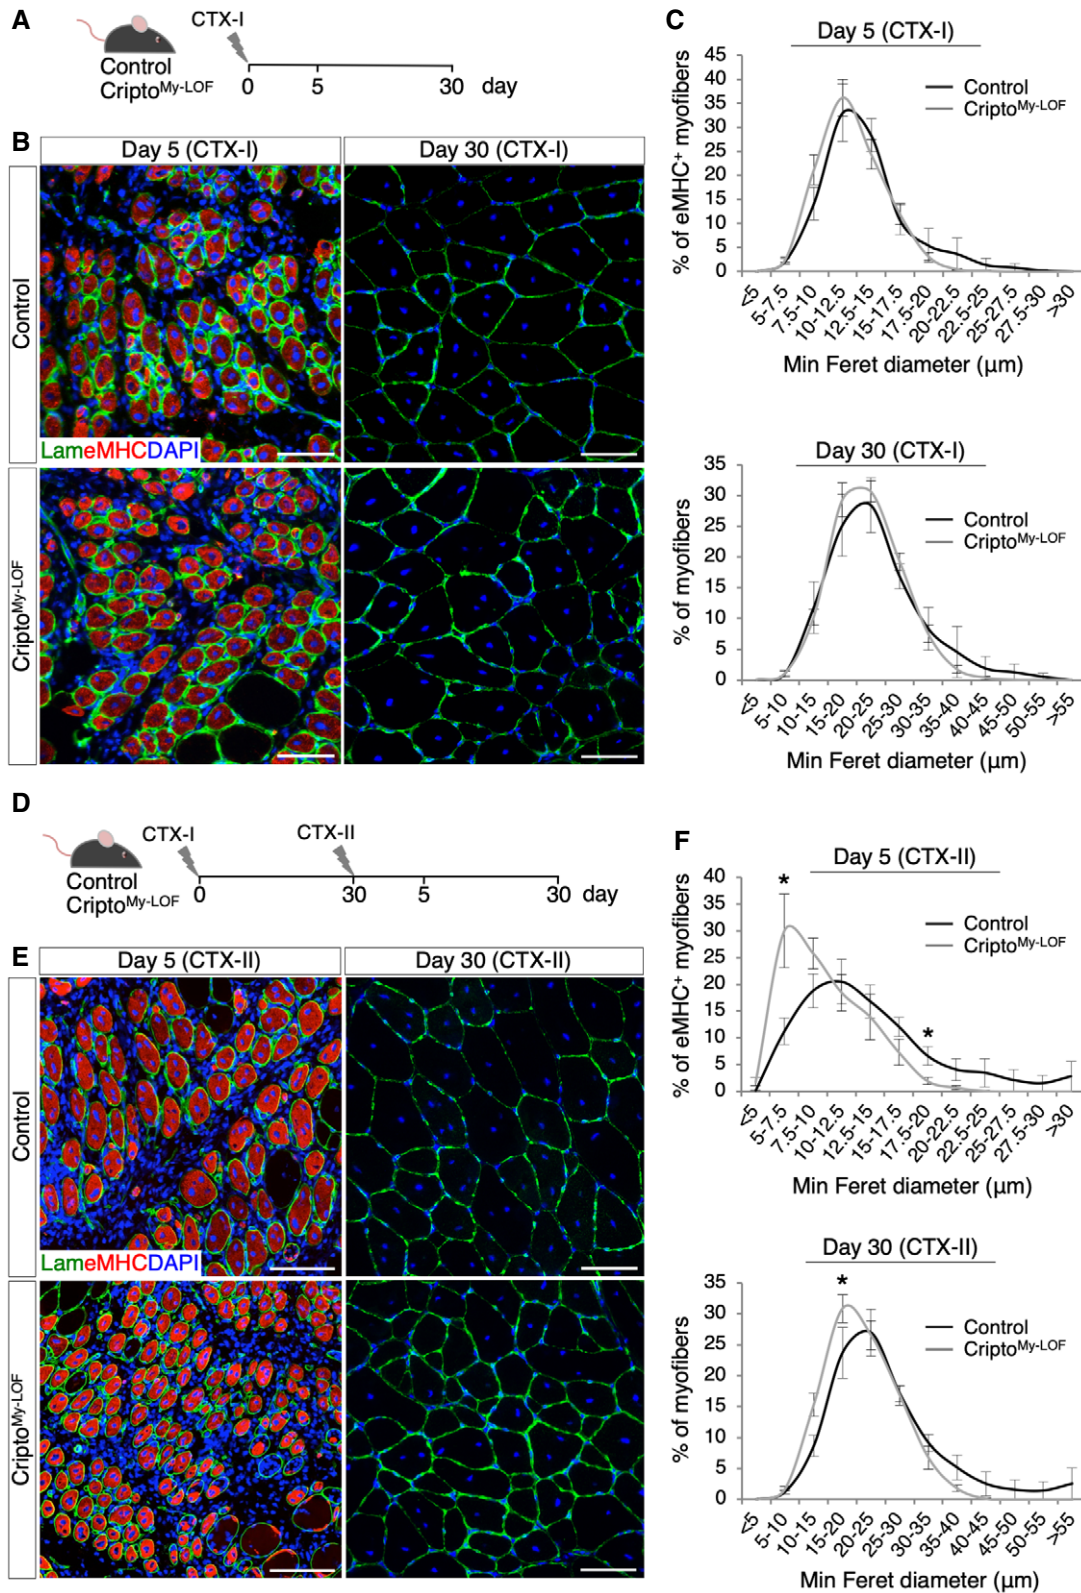 A
CTX-I
Control
Cripto^My-LOF
0 5 30 day
B
Day 5 (CTX-I) Day 30 (CTX-I)
Control
LameMHCDAPI
Cripto^My-LOF
C
Day 5 (CTX-I)
% of eMHC⁺ myofibers
45
40
35
30
25
20
15
10
5
0
Control
Cripto^My-LOF
<5 5-7.5 7.5-10 10-12.5 12.5-15 15-17.5 17.5-20 20-22.5 22.5-25 25-27.5 27.5-30 >30
Min Feret diameter (µm)
Day 30 (CTX-I)
% of myofibers
35
30
25
20
15
10
5
0
Control
Cripto^My-LOF
<5 5-10 10-15 15-20 20-25 25-30 30-35 35-40 40-45 45-50 50-55 >55
Min Feret diameter (µm)
D
CTX-I CTX-II
Control
Cripto^My-LOF
0 30 5 30 day
E
Day 5 (CTX-II) Day 30 (CTX-II)
Control
LameMHCDAPI
Cripto^My-LOF
F
Day 5 (CTX-II)
% of eMHC⁺ myofibers
40
35
30
25
20
15
10
5
0
* *
Control
Cripto^My-LOF
<5 5-7.5 7.5-10 10-12.5 12.5-15 15-17.5 17.5-20 20-22.5 22.5-25 25-27.5 27.5-30 >30
Min Feret diameter (µm)
Day 30 (CTX-II)
% of myofibers
35
30
25
20
15
10
5
0
*
Control
Cripto^My-LOF
<5 5-10 10-15 15-20 20-25 25-30 30-35 35-40 40-45 45-50 50-55 >55
Min Feret diameter (µm)